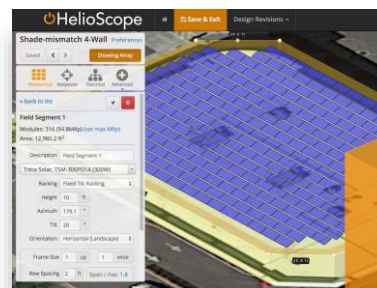 HelioScope
Save & Exit
Design Revisions
Shade-mismatch 4-Wall
Preferences
Saved
Showing Array
Mechanical
Keepouts
Electrical
Advanced
« back to list
Field Segment 1
Modules: 316 (94.8kWp) (set max kWp)
Area: 12,985.2 ft²
Description Field Segment 1
Trina Solar, TSM-300PD14 (300W)
Racking Fixed Tilt Racking
Height 10 ft
Azimuth 179.1 °
Tilt 20 °
Orientation Horizontal (Landscape)
Frame Size 1 up 1 wide
Row Spacing 2 ft Span / rise: 1.8